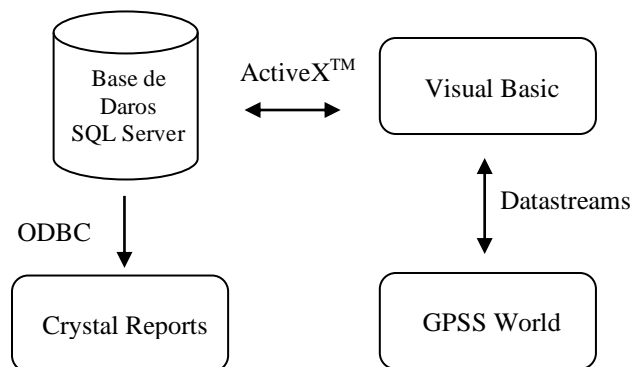 Base de
Daros
SQL Server
ActiveX™
Visual Basic
ODBC
Datastreams
Crystal Reports
GPSS World